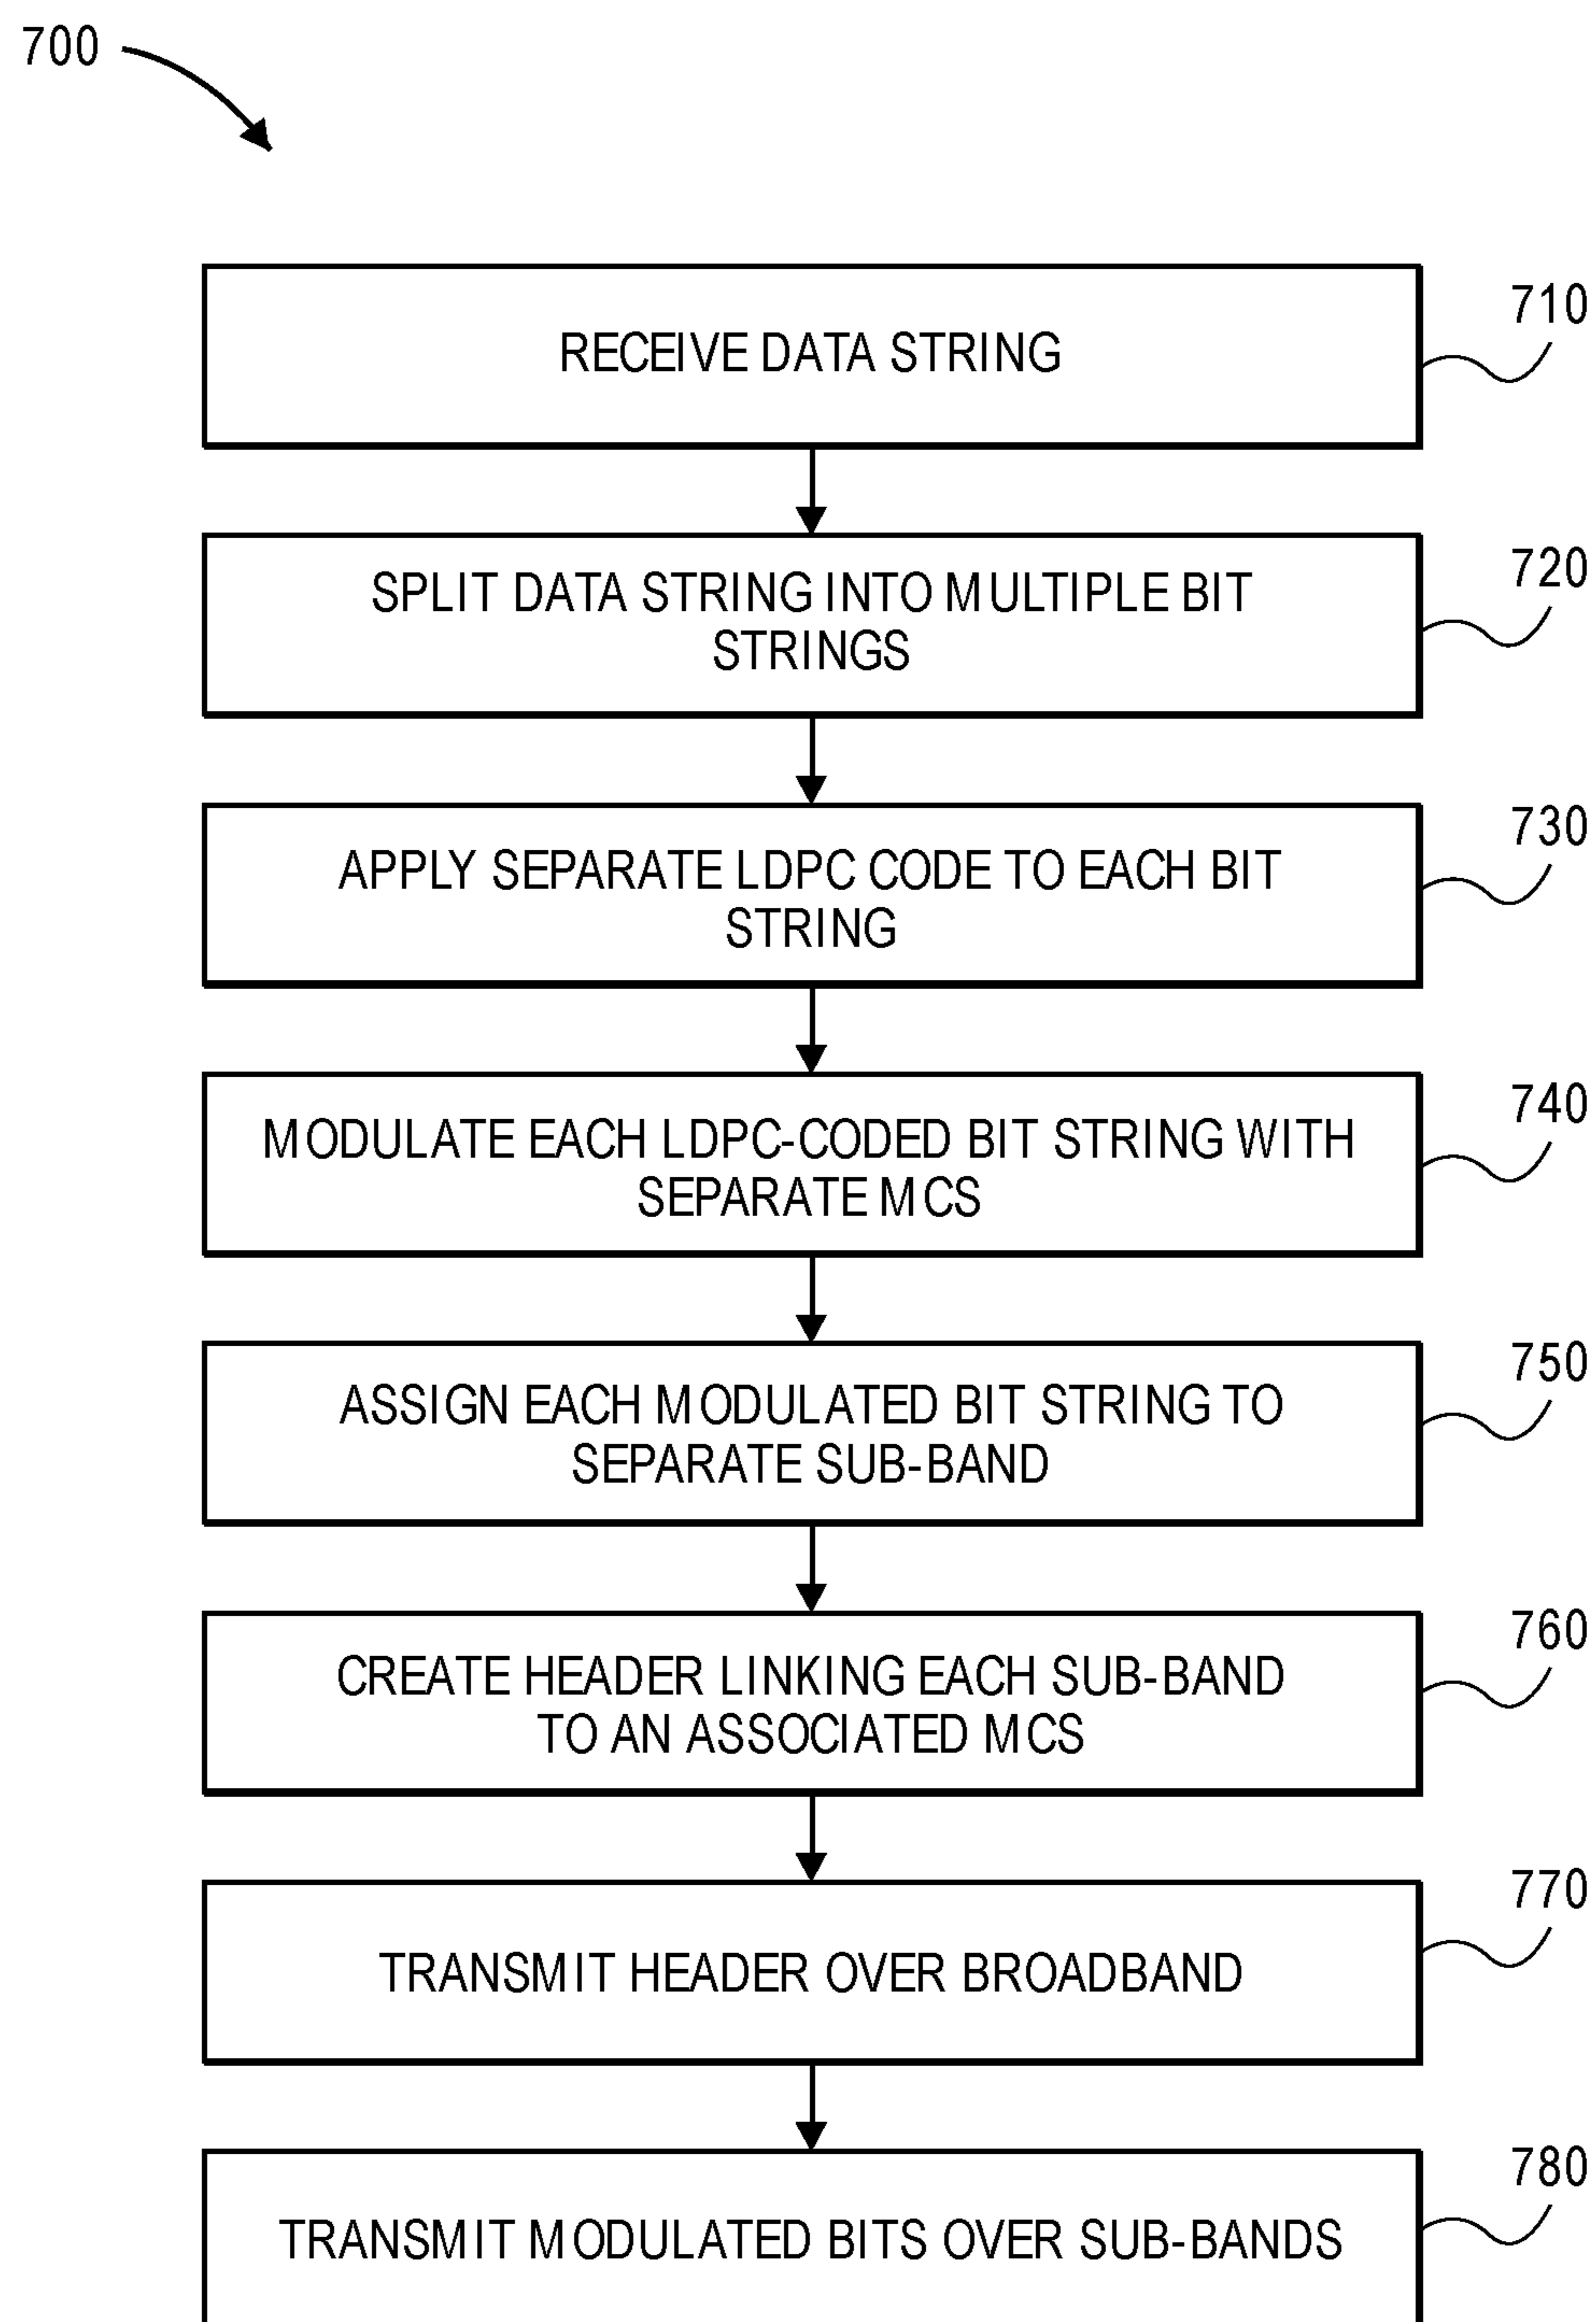 700
RECEIVE DATA STRING
710
SPLIT DATA STRING INTO MULTIPLE BIT
STRINGS
720
APPLY SEPARATE LDPC CODE TO EACH BIT
STRING
730
MODULATE EACH LDPC-CODED BIT STRING WITH
SEPARATE MCS
740
ASSIGN EACH MODULATED BIT STRING TO
SEPARATE SUB-BAND
750
CREATE HEADER LINKING EACH SUB-BAND
TO AN ASSOCIATED MCS
760
TRANSMIT HEADER OVER BROADBAND
770
TRANSMIT MODULATED BITS OVER SUB-BANDS
780